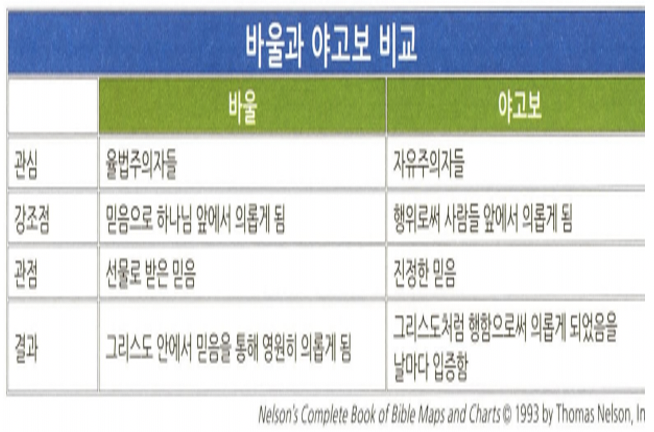 바울과 야고보 비교
바울 야고보
관심 율법주의자들 자유주의자들
강조점 믿음으로 하나님 앞에서 의롭게 됨 행위로써 사람들 앞에서 의롭게 됨
관점 선물로 받은 믿음 진정한 믿음
결과 그리스도 안에서 믿음을 통해 영원히 의롭게 됨 그리스도처럼 행함으로써 의롭게 되었음을
날마다 입증함
Nelson's Complete Book of Bible Maps and Charts © 1993 by Thomas Nelson, In